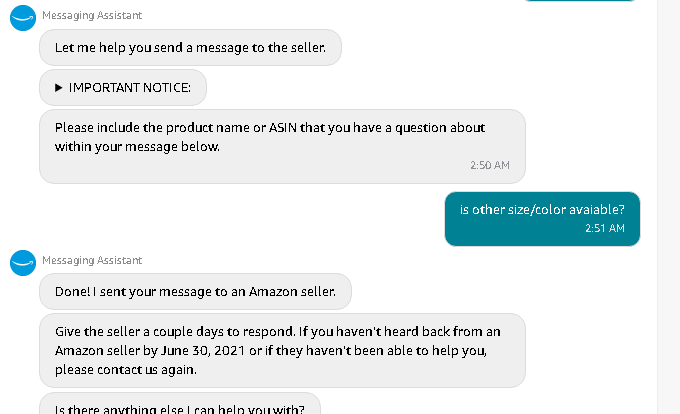 Messaging Assistant
Let me help you send a message to the seller.
▶ IMPORTANT NOTICE:
Please include the product name or ASIN that you have a question about
within your message below.
2:50 AM
is other size/color avaiable?
2:51 AM
Messaging Assistant
Done! I sent your message to an Amazon seller.
Give the seller a couple days to respond. If you haven't heard back from an
Amazon seller by June 30, 2021 or if they haven't been able to help you,
please contact us again.
Is there anything else I can help you with?